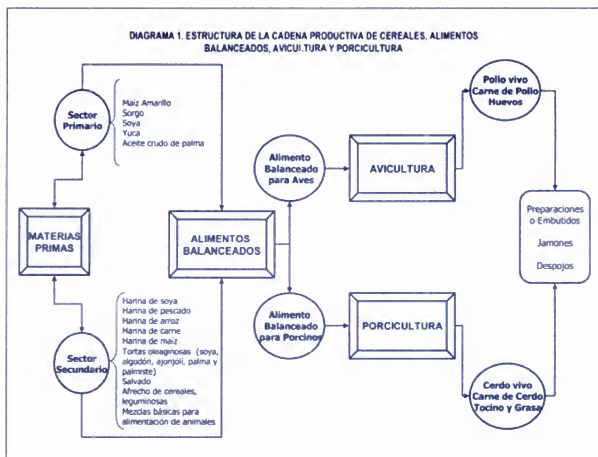 DIAGRAMA 1. ESTRUCTURA DE LA CADENA PRODUCTIVA DE CEREALES, ALIMENTOS
BALANCEADOS, AVICULTURA Y PORCICULTURA
Sector
Primario
Maíz Amarillo
Sorgo
Soya
Yuca
Aceite crudo de palma
MATERIAS
PRIMAS
Sector
Secundario
Harina de soya
Harina de pescado
Harina de arroz
Harina de carne
Harina de maíz
Tortas oleaginosas (soya,
algodón, ajonjolí, palma y
palmiste)
Salvado
Afrecho de cereales,
leguminosas
Mezclas básicas para
alimentación de animales
ALIMENTOS
BALANCEADOS
Alimento
Balanceado
para Aves
AVICULTURA
Pollo vivo
Carne de Pollo
Huevos
Alimento
Balanceado
para Porcinos
PORCICULTURA
Cerdo vivo
Carne de Cerdo
Tocino y Grasa
Preparaciones
o Embutidos
Jamones
Despojos